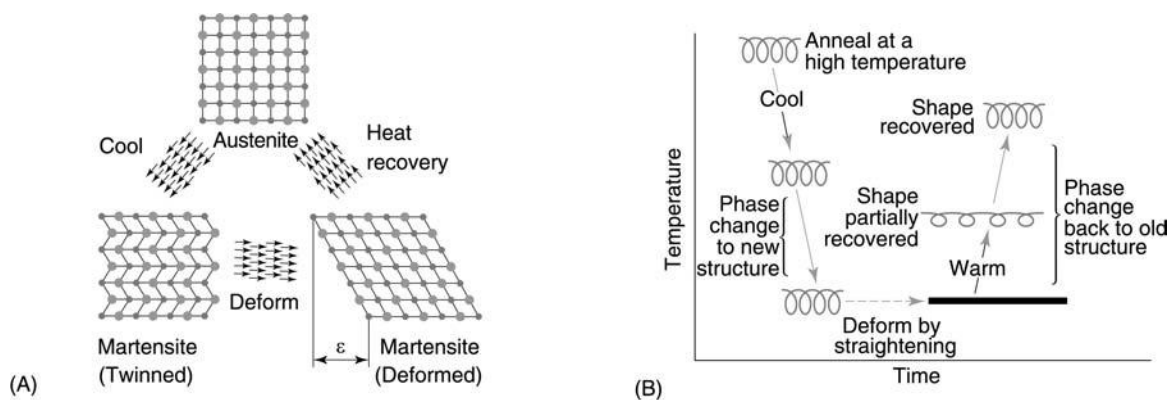 Austenite
Cool
Heat
recovery
Deform
ε
Martensite
(Twinned)
Martensite
(Deformed)
(A)
Temperature
Anneal at a
high temperature
Cool
Phase
change
to new
structure
Deform by
straightening
Warm
Shape
partially
recovered
Shape
recovered
Phase
change
back to old
structure
Time
(B)